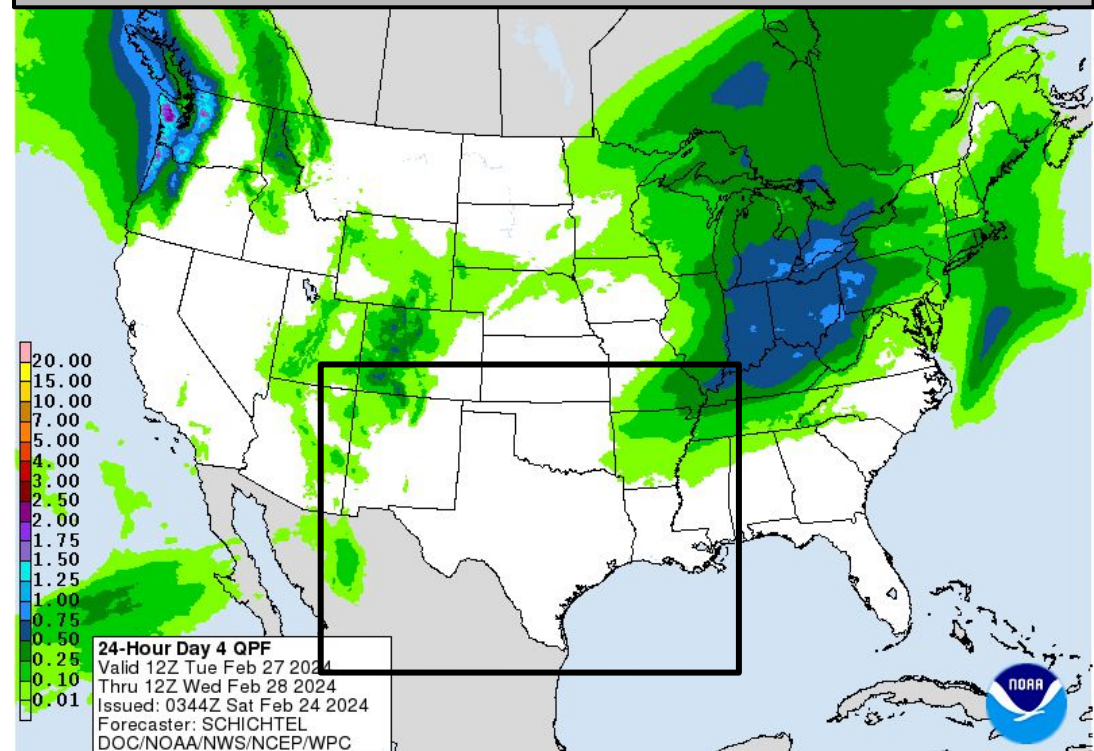 20.00
15.00
10.00
7.00
5.00
4.00
3.00
2.50
2.00
1.75
1.50
1.25
1.00
0.75
0.50
0.25
0.10
0.01
24-Hour Day 4 QPF
Valid 12Z Tue Feb 27 2024
Thru 12Z Wed Feb 28 2024
Issued: 0344Z Sat Feb 24 2024
Forecaster: SCHICHTEL
DOC/NOAA/NWS/NCEP/WPC
NOAA